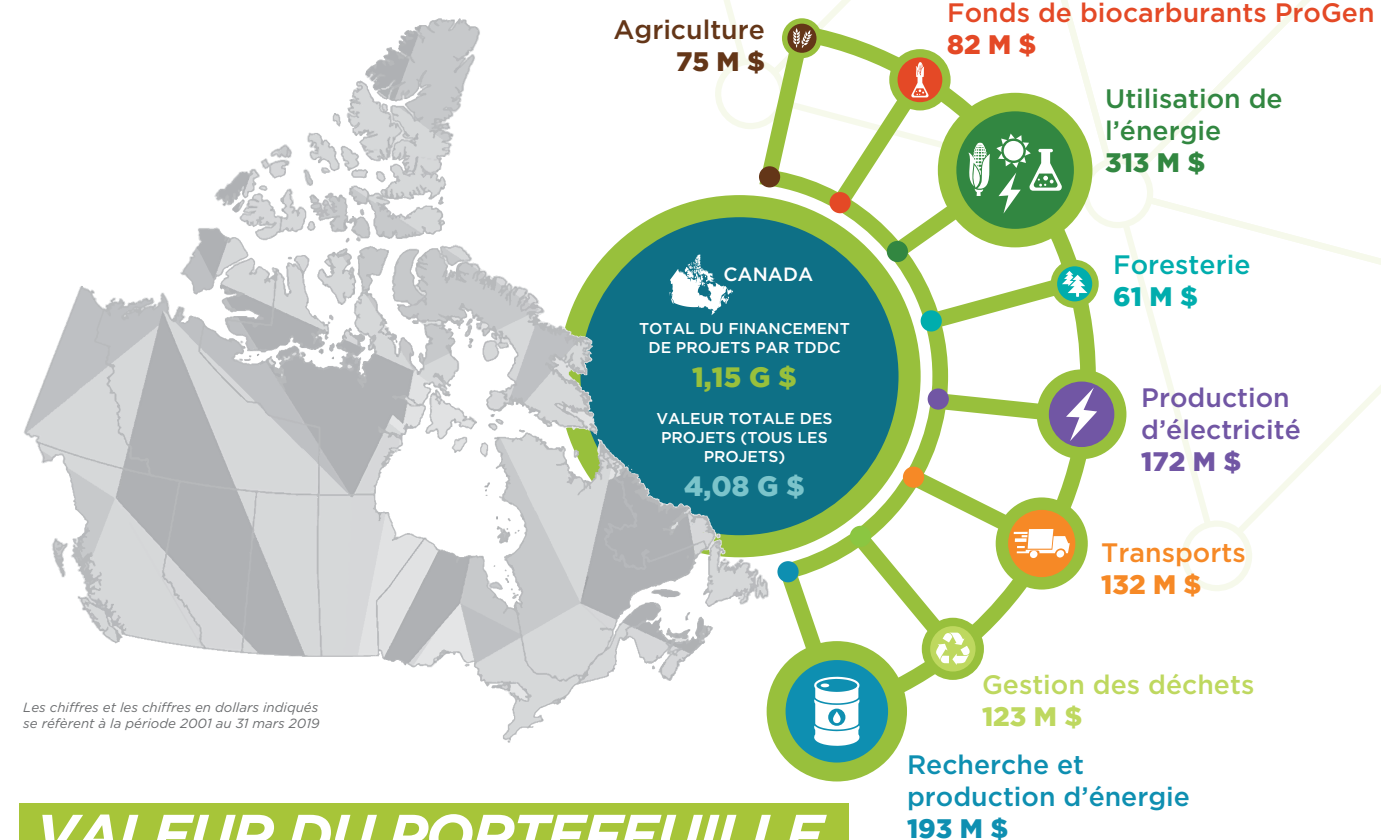 Agriculture
75 M $
Fonds de biocarburants ProGen
82 M $
Utilisation de
l'énergie
313 M $
Foresterie
61 M $
Production
d'électricité
172 M $
Transports
132 M $
Gestion des déchets
123 M $
Recherche et
production d'énergie
193 M $
CANADA
TOTAL DU FINANCEMENT
DE PROJETS PAR TDDC
1,15 G $
VALEUR TOTALE DES
PROJETS (TOUS LES
PROJETS)
4,08 G $
Les chiffres et les chiffres en dollars indiqués
se réfèrent à la période 2001 au 31 mars 2019
VALEUR DU PORTEFEUILLE